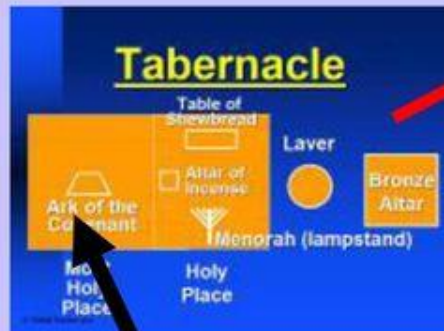 Tabernacle
Table of
Shewbread
Laver
Altar of
Incense
Bronze
Altar
Ark of the
Covenant
Menorah (lampstand)
Most
Holy
Place
Holy
Place